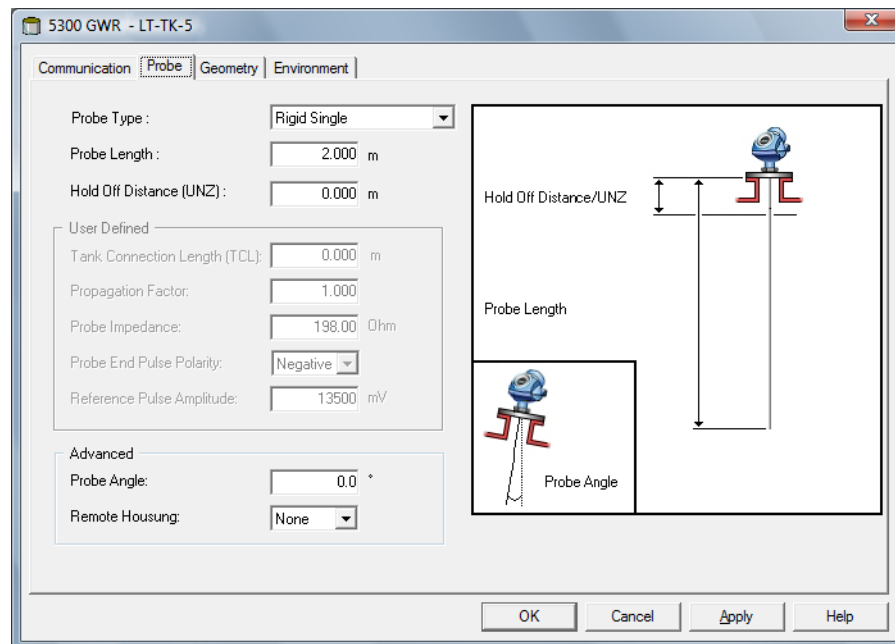 5300 GWR - LT-TK-5
X
Communication Probe Geometry Environment
Probe Type : Rigid Single
Probe Length : 2.000 m
Hold Off Distance (UNZ) : 0.000 m
User Defined
Tank Connection Length (TCL): 0.000 m
Propagation Factor: 1.000
Probe Impedance: 198.00 Ohm
Probe End Pulse Polarity: Negative
Reference Pulse Amplitude: 13500 mV
Advanced
Probe Angle: 0.0 °
Remote Housung: None
Hold Off Distance/UNZ
Probe Length
Probe Angle
OK Cancel Apply Help